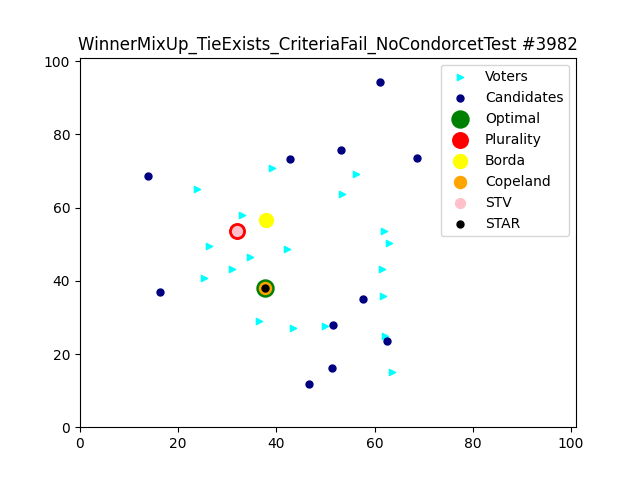 WinnerMixUp_TieExists_CriteriaFail_NoCondorcetTest #3982
100
80
60
40
20
0
0
20
40
60
80
100
Voters
Candidates
Optimal
Plurality
Borda
Copeland
STV
STAR